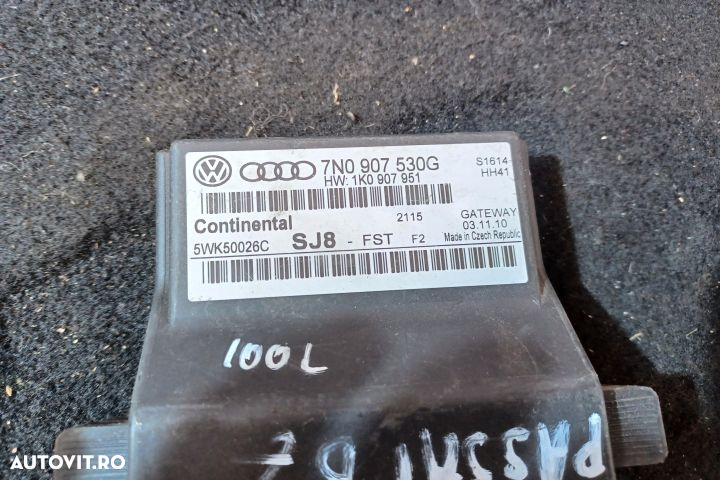 7N0 907 530G
S1614
HW: 1K0 907 951
HH41
Continental
2115
GATEWAY
03.11.10
5WK50026C
SJ8 - FST F2
Made in Czech Republic
100L
PASSAT
AUTOVIT.RO